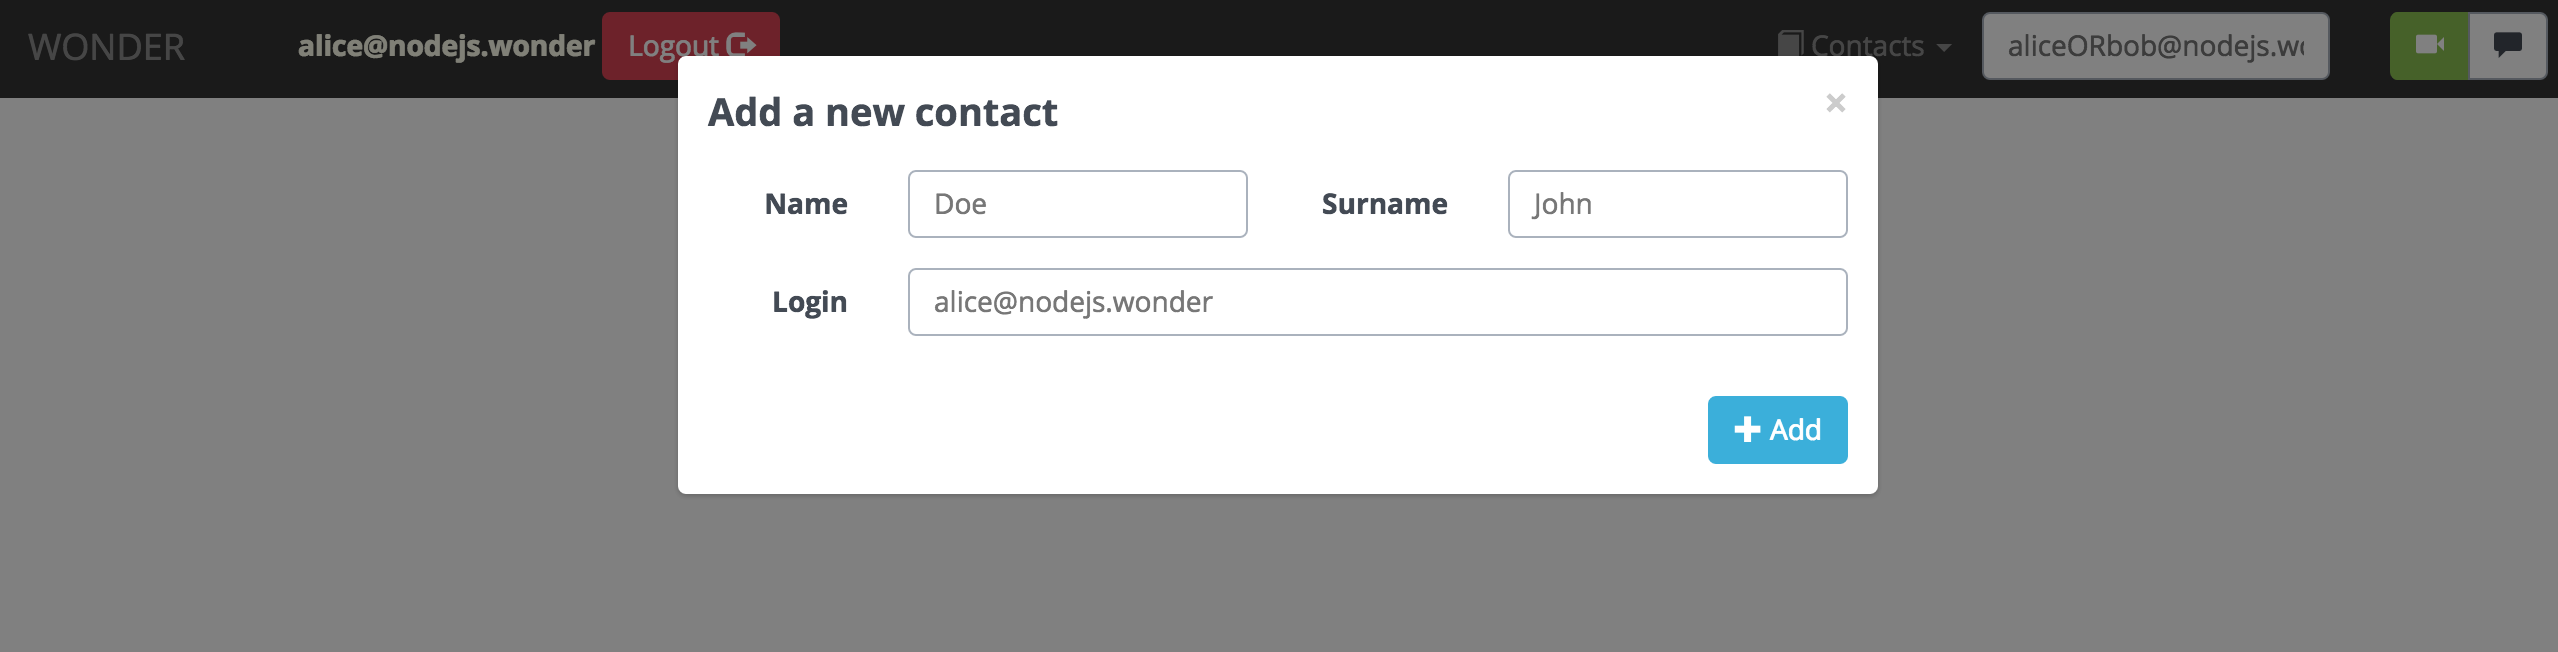 WONDER alice@nodejs.wonder Logout Contacts aliceORbob@nodejs.wo
Add a new contact ×
Name Doe Surname John
Login alice@nodejs.wonder
Add